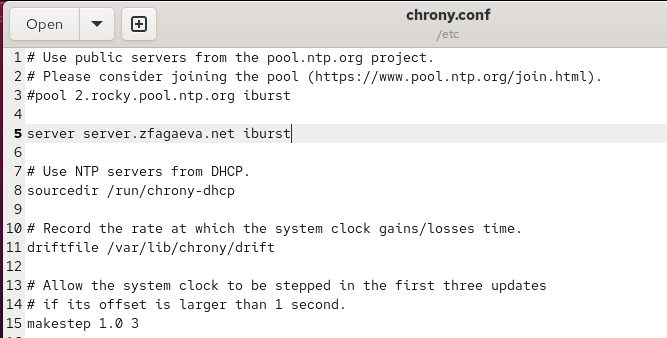 Open
chrony.conf
/etc
1 # Use public servers from the pool.ntp.org project.
2 # Please consider joining the pool (https://www.pool.ntp.org/join.html).
3 #pool 2.rocky.pool.ntp.org iburst
4
5 server server.zfagaeva.net iburst
6
7 # Use NTP servers from DHCP.
8 sourcedir /run/chrony-dhcp
9
10 # Record the rate at which the system clock gains/losses time.
11 driftfile /var/lib/chrony/drift
12
13 # Allow the system clock to be stepped in the first three updates
14 # if its offset is larger than 1 second.
15 makestep 1.0 3